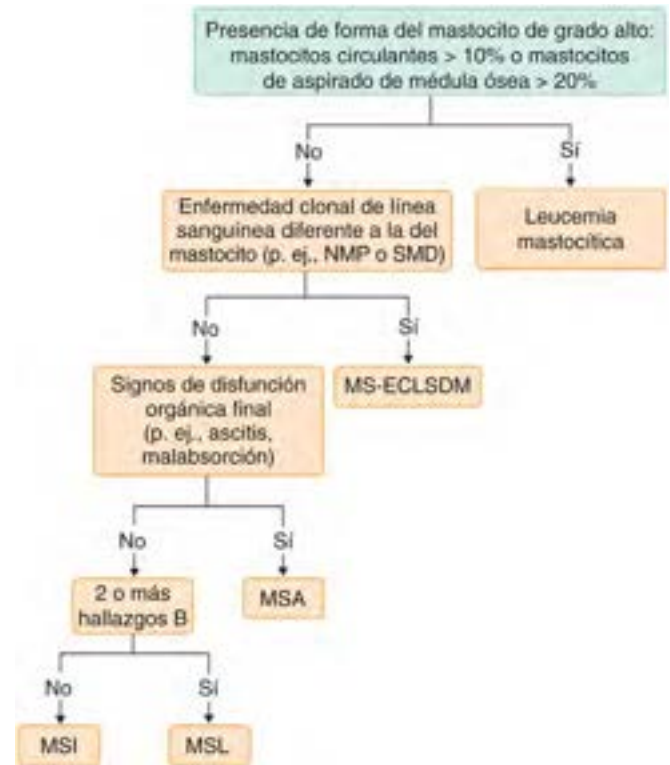 Presencia de forma del mastocito de grado alto:
mastocitos circulantes > 10% o mastocitos
de aspirado de médula ósea > 20%
No
Sí
Enfermedad clonal de línea
sanguínea diferente a la del
mastocito (p. ej., NMP o SMD)
Leucemia
mastocítica
No
Sí
Signos de disfunción
orgánica final
(p. ej., ascitis,
malabsorción)
MS-ECLSDM
No
Sí
2 o más
hallazgos B
MSA
No
Sí
MSI
MSL